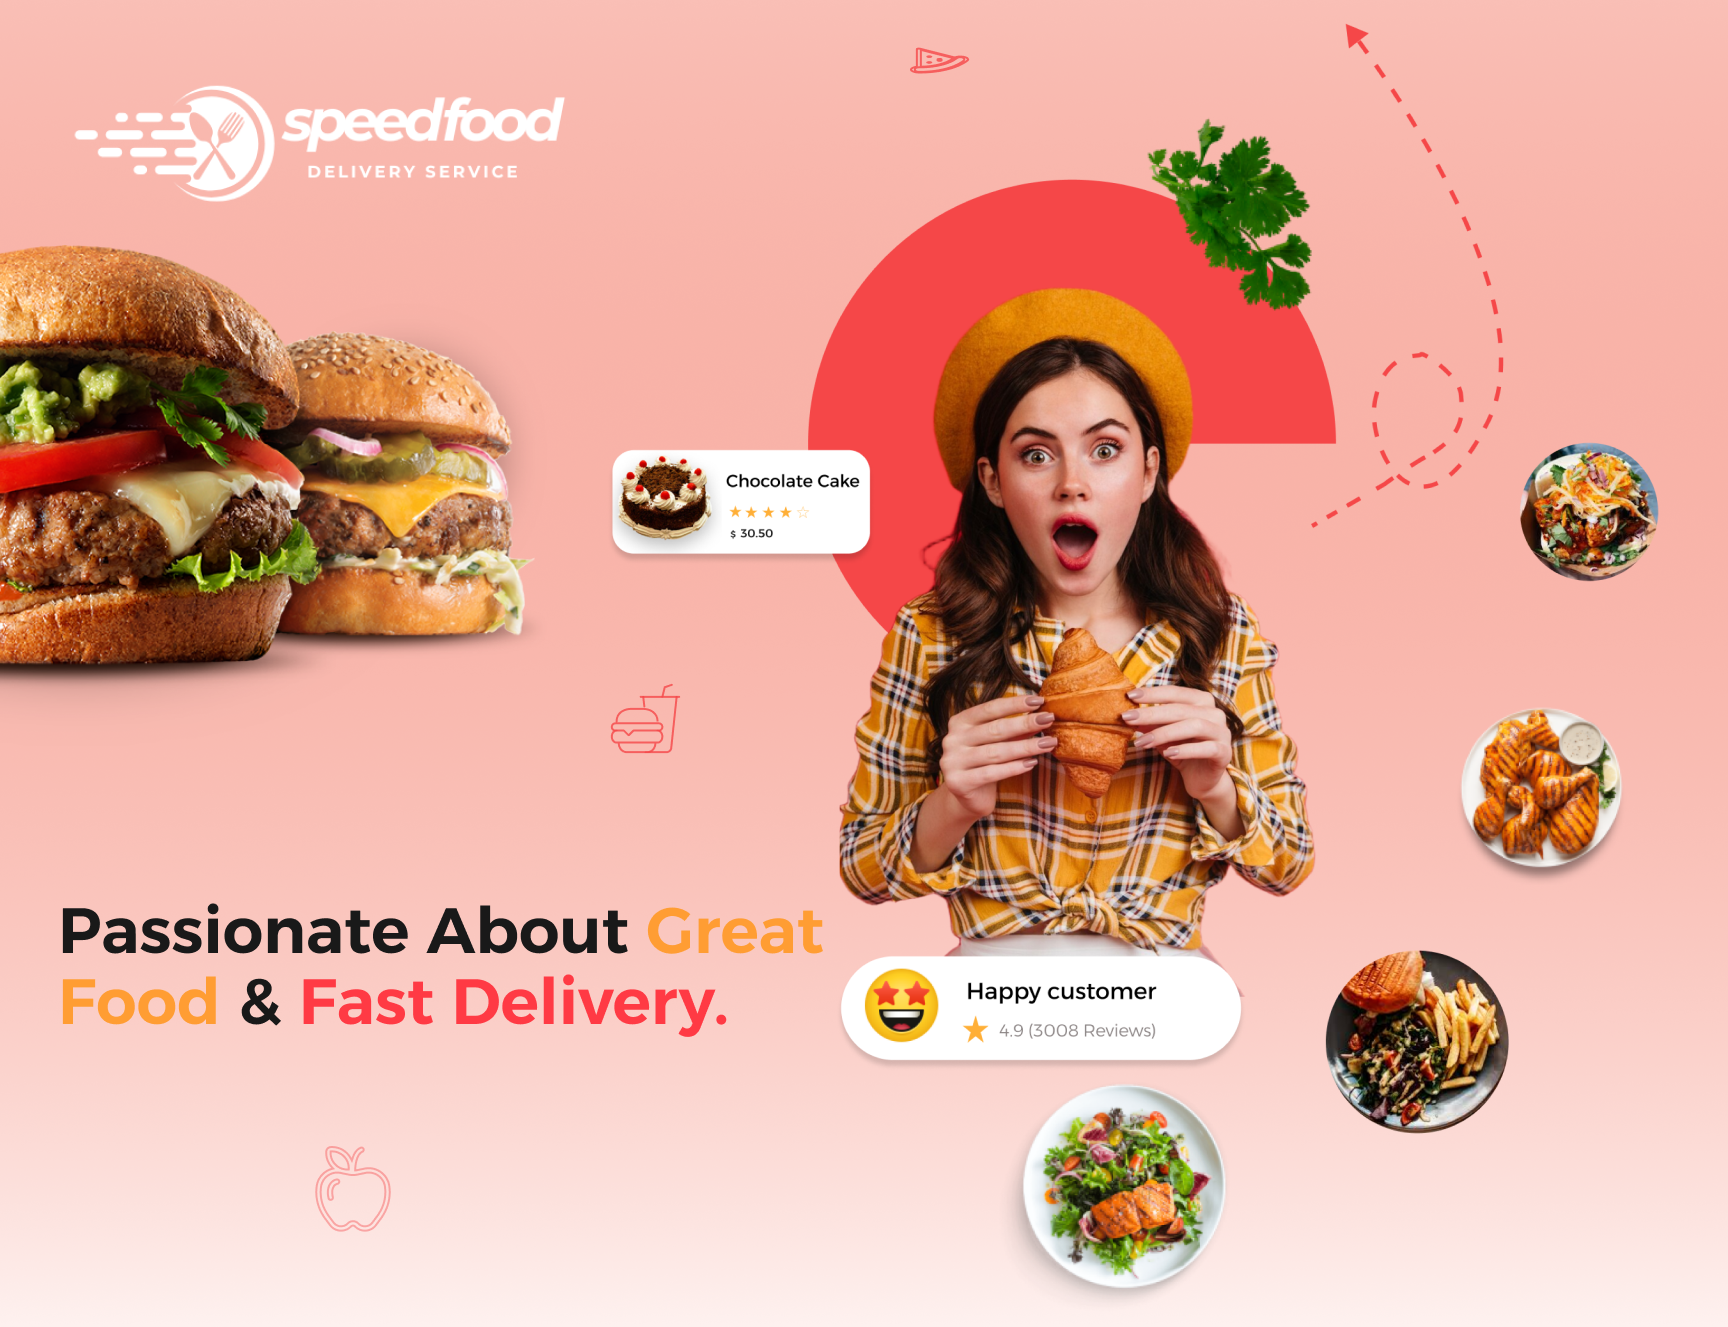 speedfood
DELIVERY SERVICE
Chocolate Cake
$ 30.50
Passionate About Great
Food & Fast Delivery.
Happy customer
4.9 (3008 Reviews)